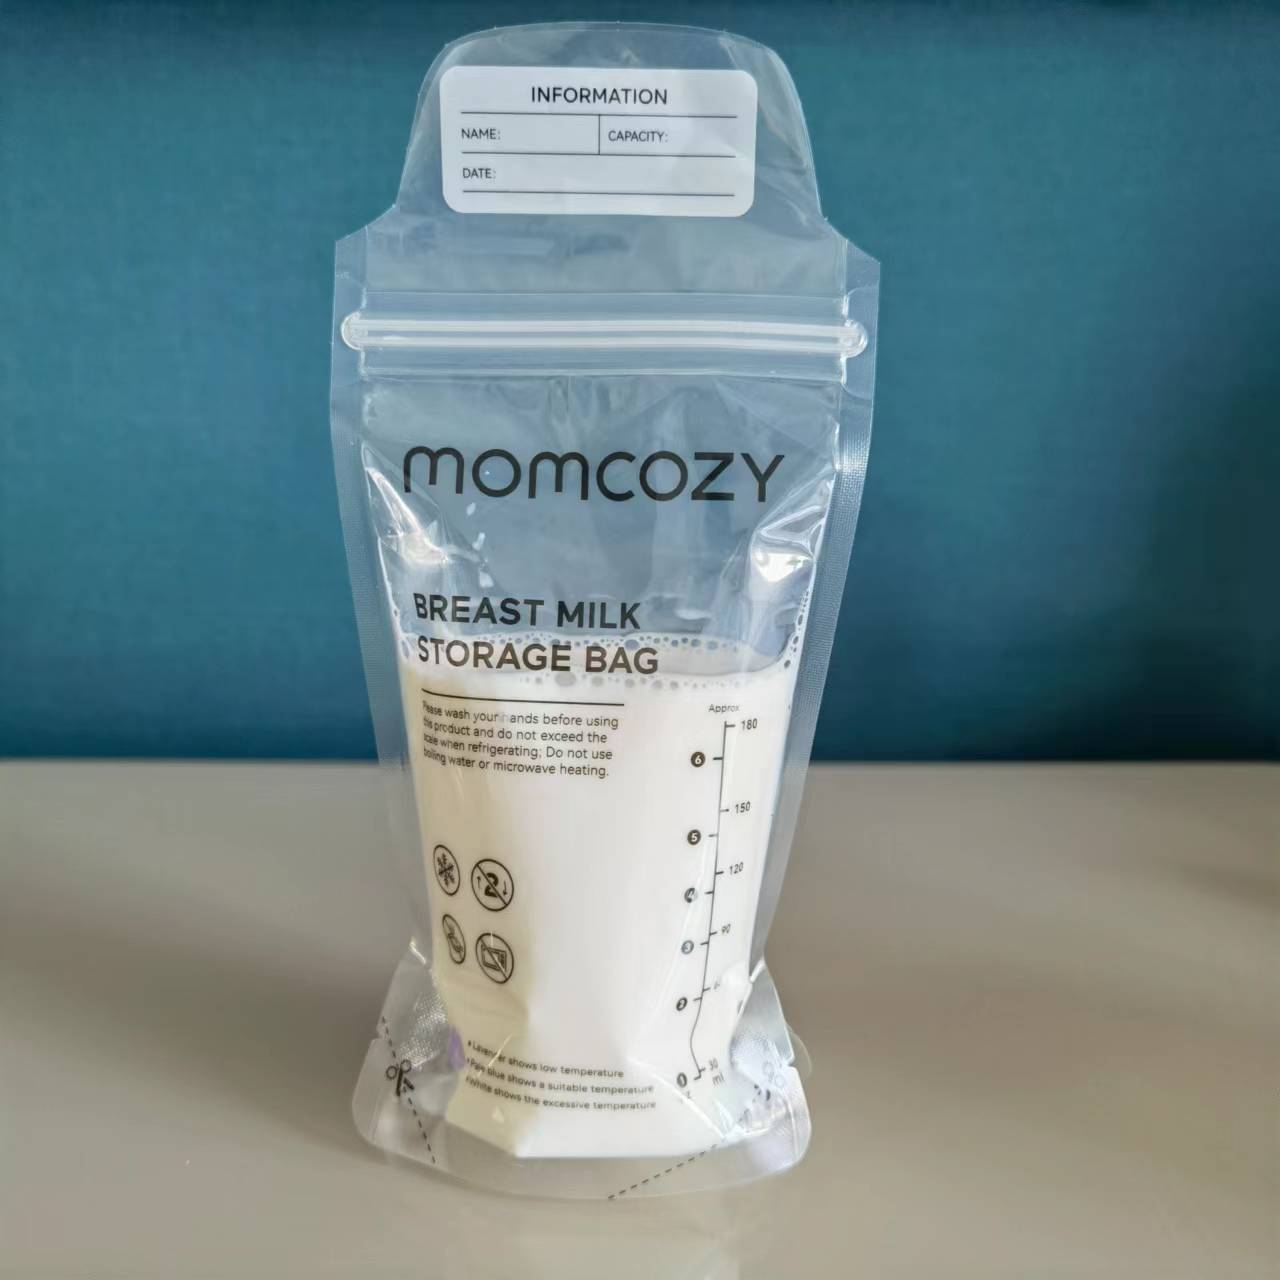 INFORMATION
NAME: CAPACITY:
DATE:
momcozy
BREAST MILK
STORAGE BAG
Please wash your hands before using
this product and do not exceed the
scale when refrigerating; Do not use
boiling water or microwave heating.
Approx
180
6
150
5
120
4
90
3
2
30
1
ml
Lavender shows low temperature
Pale blue shows a suitable temperature
White shows the excessive temperature